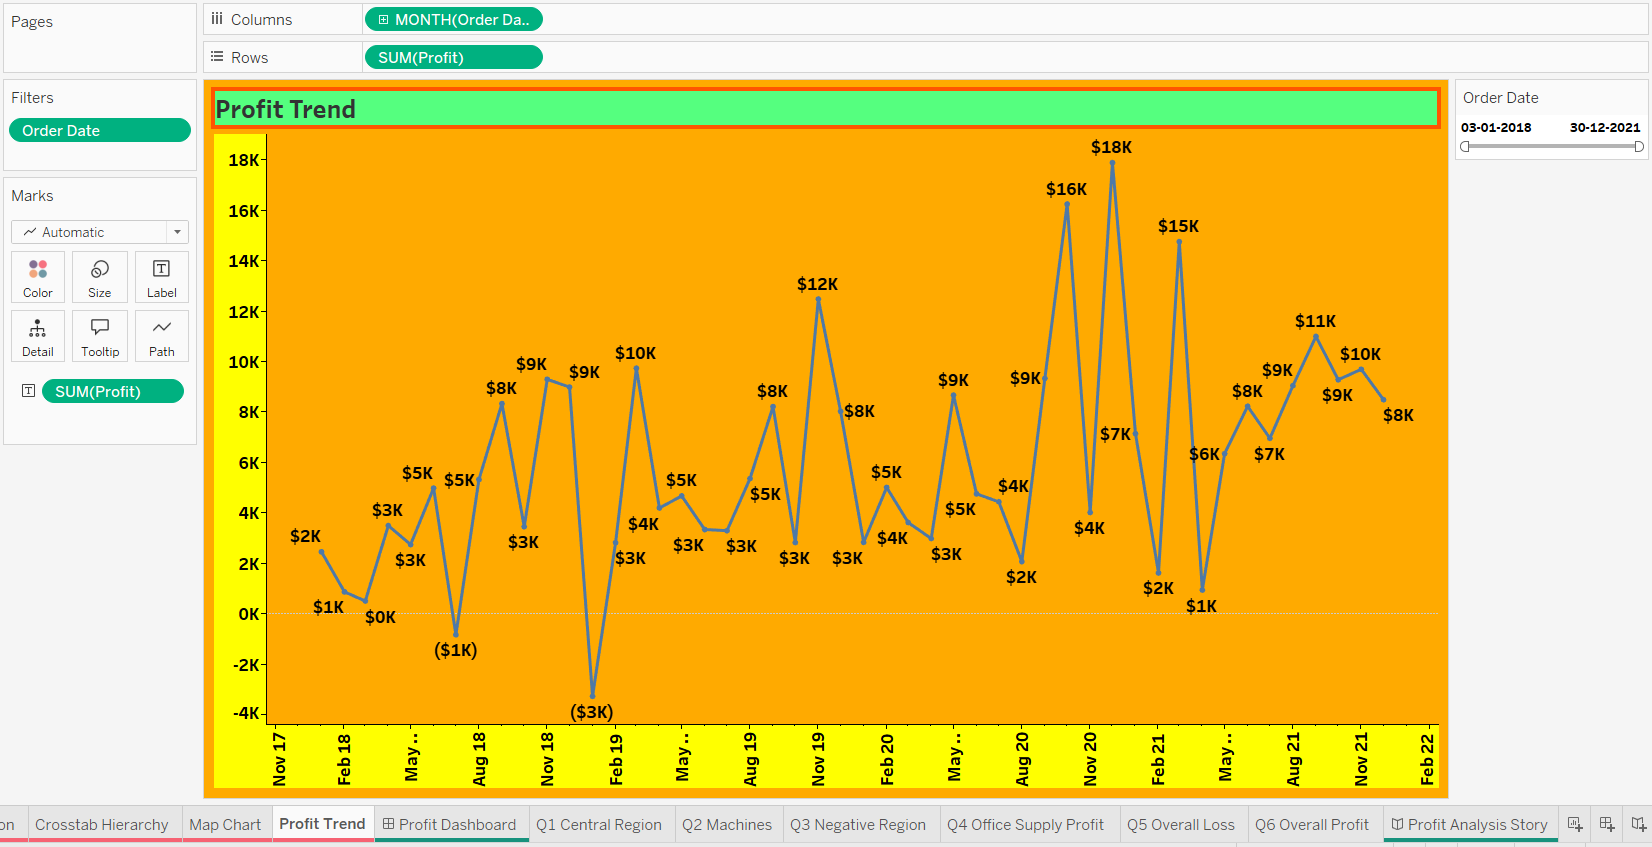 Pages
Columns
MONTH(Order Da..
Rows
SUM(Profit)
Filters
Order Date
Marks
Automatic
Color
Size
Label
Detail
Tooltip
Path
SUM(Profit)
Profit Trend
18K
16K
14K
12K
10K
8K
6K
4K
2K
0K
-2K
-4K
$2K
$1K
$0K
$3K
$3K
$5K
($1K)
$5K
$8K
$3K
$9K
$9K
($3K)
$3K
$10K
$4K
$5K
$3K
$3K
$5K
$8K
$3K
$12K
$8K
$3K
$5K
$4K
$3K
$9K
$5K
$4K
$2K
$9K
$16K
$4K
$18K
$7K
$2K
$15K
$1K
$6K
$8K
$7K
$9K
$11K
$9K
$10K
$8K
Nov 17
Feb 18
May ..
Aug 18
Nov 18
Feb 19
May ..
Aug 19
Nov 19
Feb 20
May ..
Aug 20
Nov 20
Feb 21
May ..
Aug 21
Nov 21
Feb 22
Order Date
03-01-2018 30-12-2021
on
Crosstab Hierarchy
Map Chart
Profit Trend
Profit Dashboard
Q1 Central Region
Q2 Machines
Q3 Negative Region
Q4 Office Supply Profit
Q5 Overall Loss
Q6 Overall Profit
Profit Analysis Story